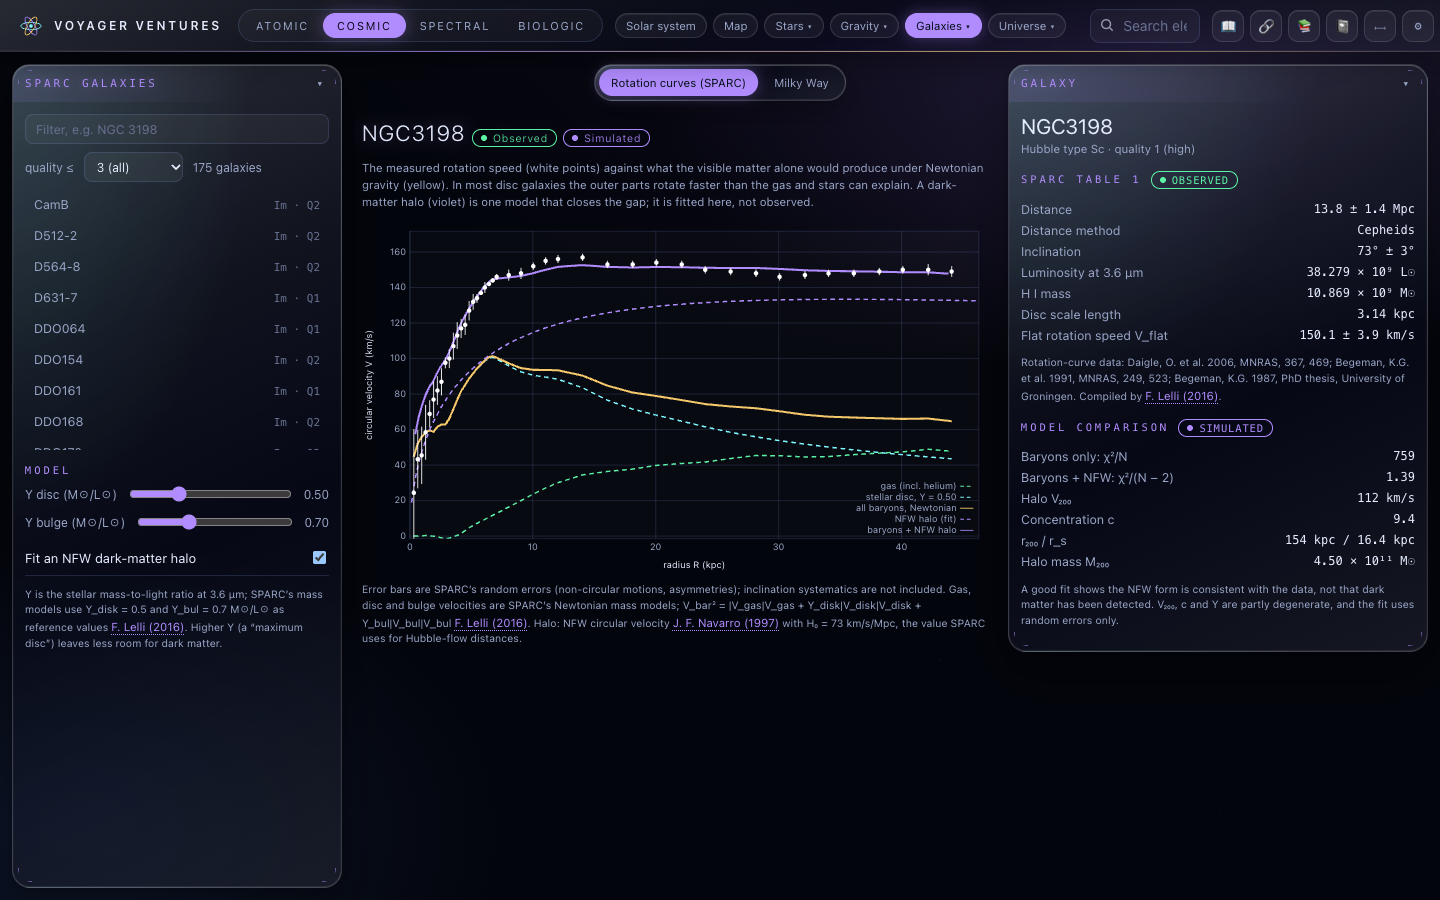 VOYAGER VENTURES
ATOMIC COSMIC SPECTRAL BIOLOGIC
Solar system Map Stars ▾ Gravity ▾ Galaxies ▾ Universe ▾
Search ele
SPARC GALAXIES ▾
Filter, e.g. NGC 3198
quality ≤ 3 (all) 175 galaxies
CamB Im · Q2
D512-2 Im · Q2
D564-8 Im · Q2
D631-7 Im · Q1
DDO064 Im · Q1
DDO154 Im · Q2
DDO161 Im · Q1
DDO168 Im · Q2
MODEL
Υ disc (M☉/L☉) 0.50
Υ bulge (M☉/L☉) 0.70
Fit an NFW dark-matter halo
Υ is the stellar mass-to-light ratio at 3.6 µm; SPARC's mass
models use Υ_disk = 0.5 and Υ_bul = 0.7 M☉/L☉ as
reference values F. Lelli (2016). Higher Υ (a “maximum
disc”) leaves less room for dark matter.
Rotation curves (SPARC) Milky Way
NGC3198 Observed Simulated
The measured rotation speed (white points) against what the visible matter alone would produce under Newtonian
gravity (yellow). In most disc galaxies the outer parts rotate faster than the gas and stars can explain. A dark-
matter halo (violet) is one model that closes the gap; it is fitted here, not observed.
circular velocity V (km/s)
160
140
120
100
80
60
40
20
0
gas (incl. helium)
stellar disc, Υ = 0.50
all baryons, Newtonian
NFW halo (fit)
baryons + NFW halo
0 10 20 30 40
radius R (kpc)
Error bars are SPARC's random errors (non-circular motions, asymmetries); inclination systematics are not included. Gas,
disc and bulge velocities are SPARC's Newtonian mass models; V_bar² = |V_gas|V_gas + Υ_disk|V_disk|V_disk +
Υ_bul|V_bul|V_bul F. Lelli (2016). Halo: NFW circular velocity J. F. Navarro (1997) with H₀ = 73 km/s/Mpc, the value SPARC
uses for Hubble-flow distances.
GALAXY ▾
NGC3198
Hubble type Sc · quality 1 (high)
SPARC TABLE 1 OBSERVED
Distance 13.8 ± 1.4 Mpc
Distance method Cepheids
Inclination 73° ± 3°
Luminosity at 3.6 µm 38.279 × 10⁹ L☉
H I mass 10.869 × 10⁹ M☉
Disc scale length 3.14 kpc
Flat rotation speed V_flat 150.1 ± 3.9 km/s
Rotation-curve data: Daigle, O. et al. 2006, MNRAS, 367, 469; Begeman, K.G.
et al. 1991, MNRAS, 249, 523; Begeman, K.G. 1987, PhD thesis, University of
Groningen. Compiled by F. Lelli (2016).
MODEL COMPARISON SIMULATED
Baryons only: χ²/N 759
Baryons + NFW: χ²/(N − 2) 1.39
Halo V₂₀₀ 112 km/s
Concentration c 9.4
r₂₀₀ / r_s 154 kpc / 16.4 kpc
Halo mass M₂₀₀ 4.50 × 10¹¹ M☉
A good fit shows the NFW form is consistent with the data, not that dark
matter has been detected. V₂₀₀, c and Υ are partly degenerate, and the fit uses
random errors only.